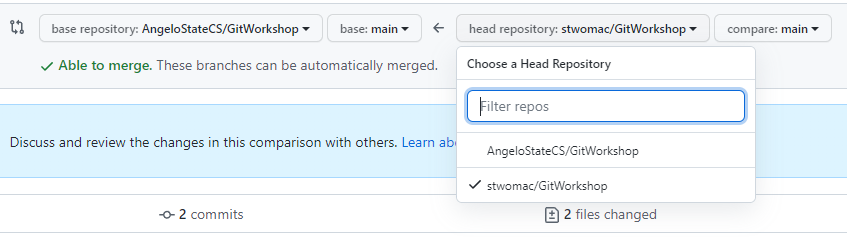 base repository: AngeloStateCS/GitWorkshop base: main head repository: stwomac/GitWorkshop compare: main
Able to merge. These branches can be automatically merged.
Choose a Head Repository
Filter repos
Discuss and review the changes in this comparison with others. Learn abo
AngeloStateCS/GitWorkshop
stwomac/GitWorkshop
2 commits 2 files changed